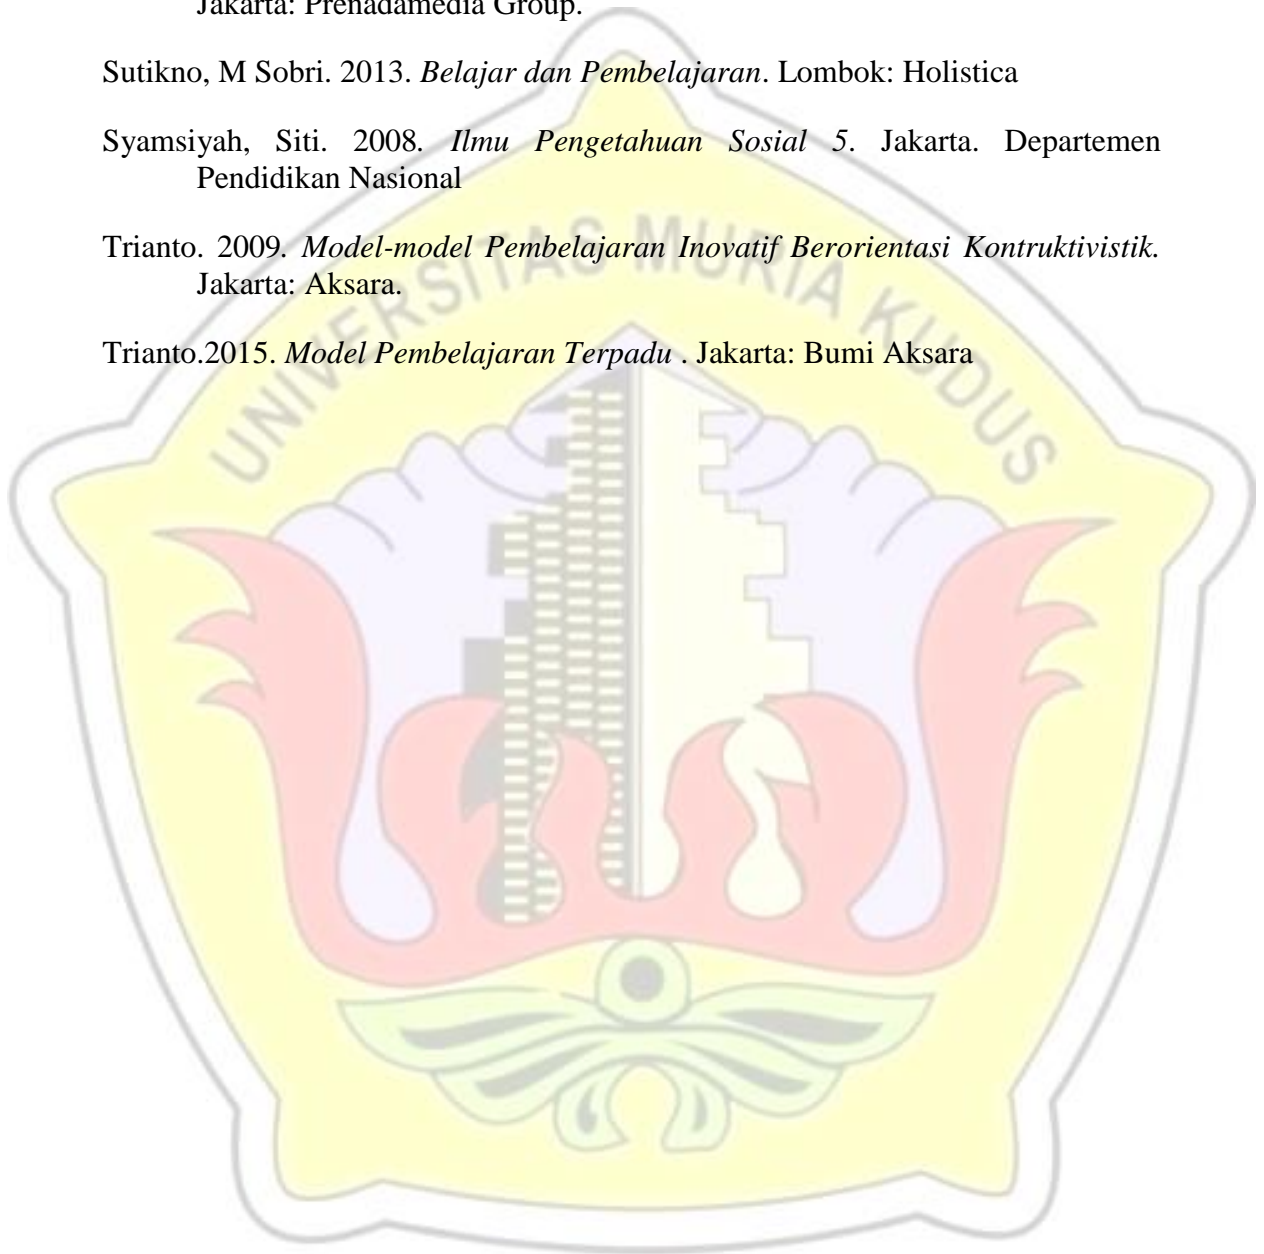 Jakarta: Prenadamedia Group.
Sutikno, M Sobri. 2013. Belajar dan Pembelajaran. Lombok: Holistica
Syamsiyah, Siti. 2008. Ilmu Pengetahuan Sosial 5. Jakarta. Departemen
Pendidikan Nasional
Trianto. 2009. Model-model Pembelajaran Inovatif Berorientasi Kontruktivistik.
Jakarta: Aksara.
Trianto.2015. Model Pembelajaran Terpadu . Jakarta: Bumi Aksara
UNIVERSITAS MURIA KUDUS